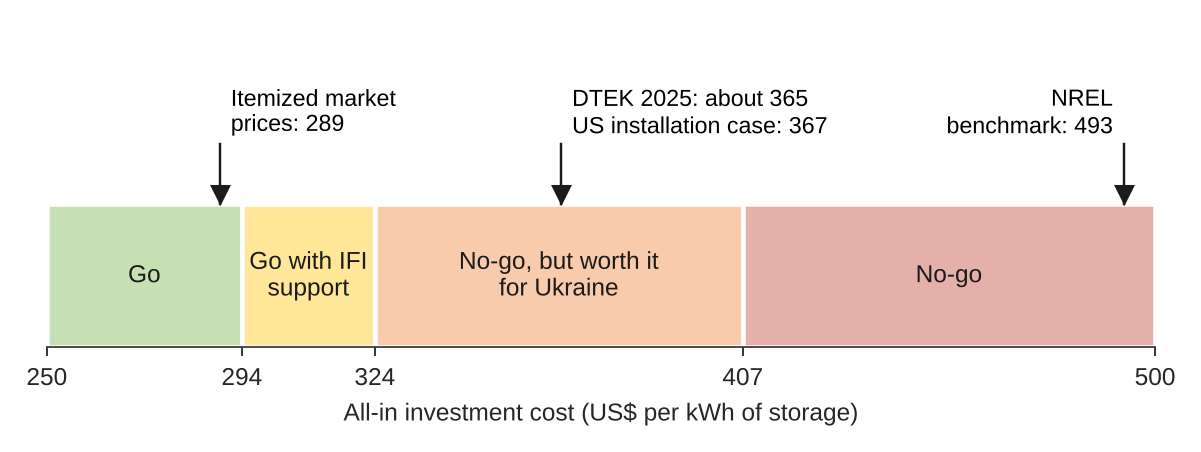 Itemized market
prices: 289
DTEK 2025: about 365
US installation case: 367
NREL
benchmark: 493
Go
Go with IFI
support
No-go, but worth it
for Ukraine
No-go
250
294
324
407
500
All-in investment cost (US$ per kWh of storage)